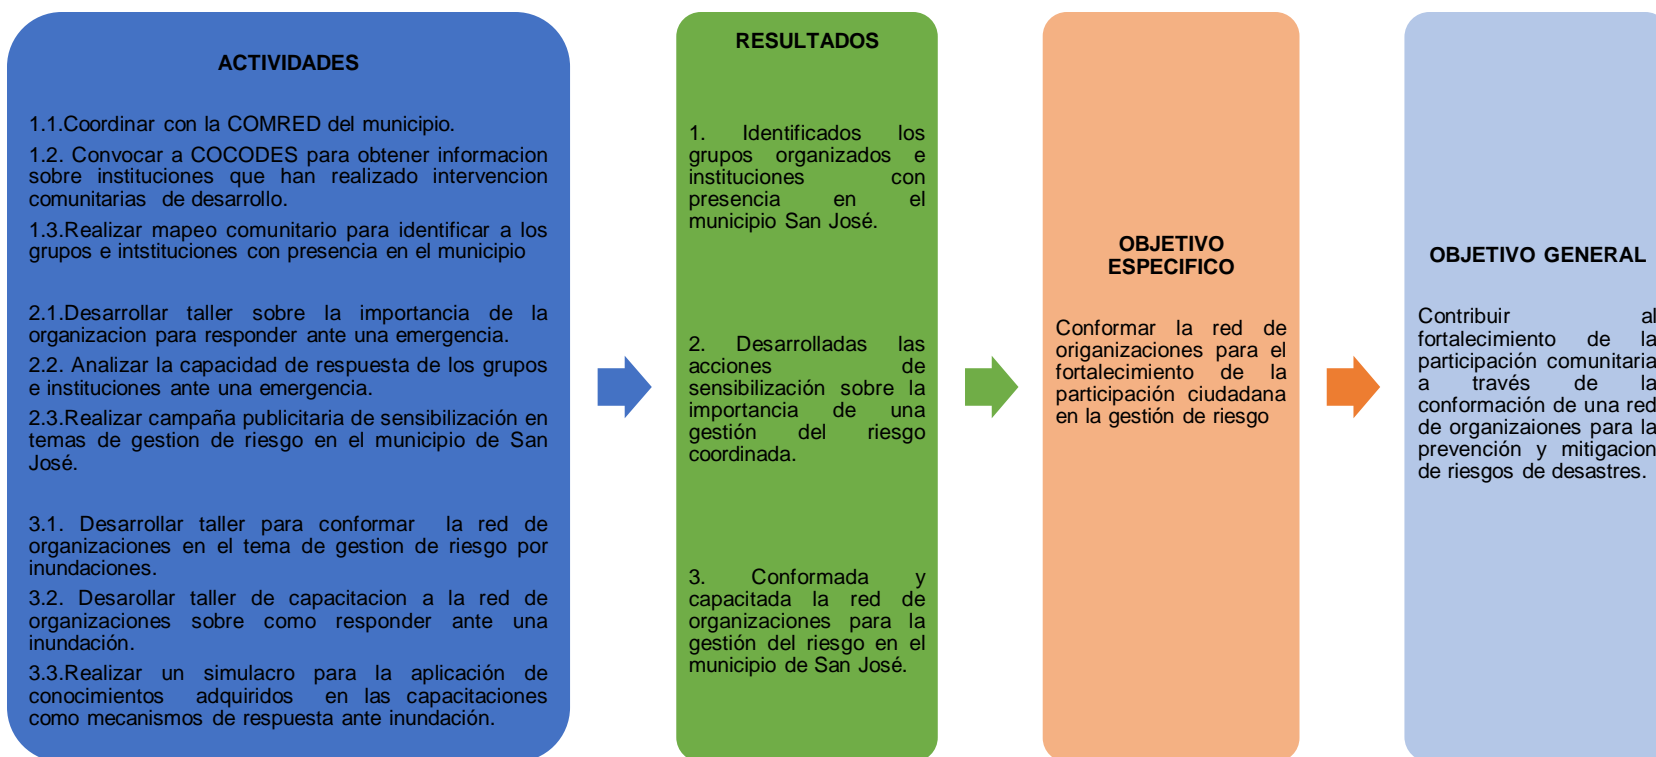 ACTIVIDADES
1.1.Coordinar con la COMRED del municipio.
1.2. Convocar a COCODES para obtener informacion
sobre instituciones que han realizado intervencion
comunitarias de desarrollo.
1.3.Realizar mapeo comunitario para identificar a los
grupos e intstituciones con presencia en el municipio
2.1.Desarrollar taller sobre la importancia de la
organizacion para responder ante una emergencia.
2.2. Analizar la capacidad de respuesta de los grupos
e instituciones ante una emergencia.
2.3.Realizar campaña publicitaria de sensibilización en
temas de gestion de riesgo en el municipio de San
José.
3.1. Desarrollar taller para conformar la red de
organizaciones en el tema de gestion de riesgo por
inundaciones.
3.2. Desarollar taller de capacitacion a la red de
organizaciones sobre como responder ante una
inundación.
3.3.Realizar un simulacro para la aplicación de
conocimientos adquiridos en las capacitaciones
como mecanismos de respuesta ante inundación.
RESULTADOS
1. Identificados los
grupos organizados e
instituciones con
presencia en el
municipio San José.
2. Desarrolladas las
acciones de
sensibilización sobre la
importancia de una
gestión del riesgo
coordinada.
3. Conformada y
capacitada la red de
organizaciones para la
gestión del riesgo en el
municipio de San José.
OBJETIVO
ESPECIFICO
Conformar la red de
origanizaciones para el
fortalecimiento de la
participación ciudadana
en la gestión de riesgo
OBJETIVO GENERAL
Contribuir al
fortalecimiento de la
participación comunitaria
a través de la
conformación de una red
de organizaiones para la
prevención y mitigacion
de riesgos de desastres.